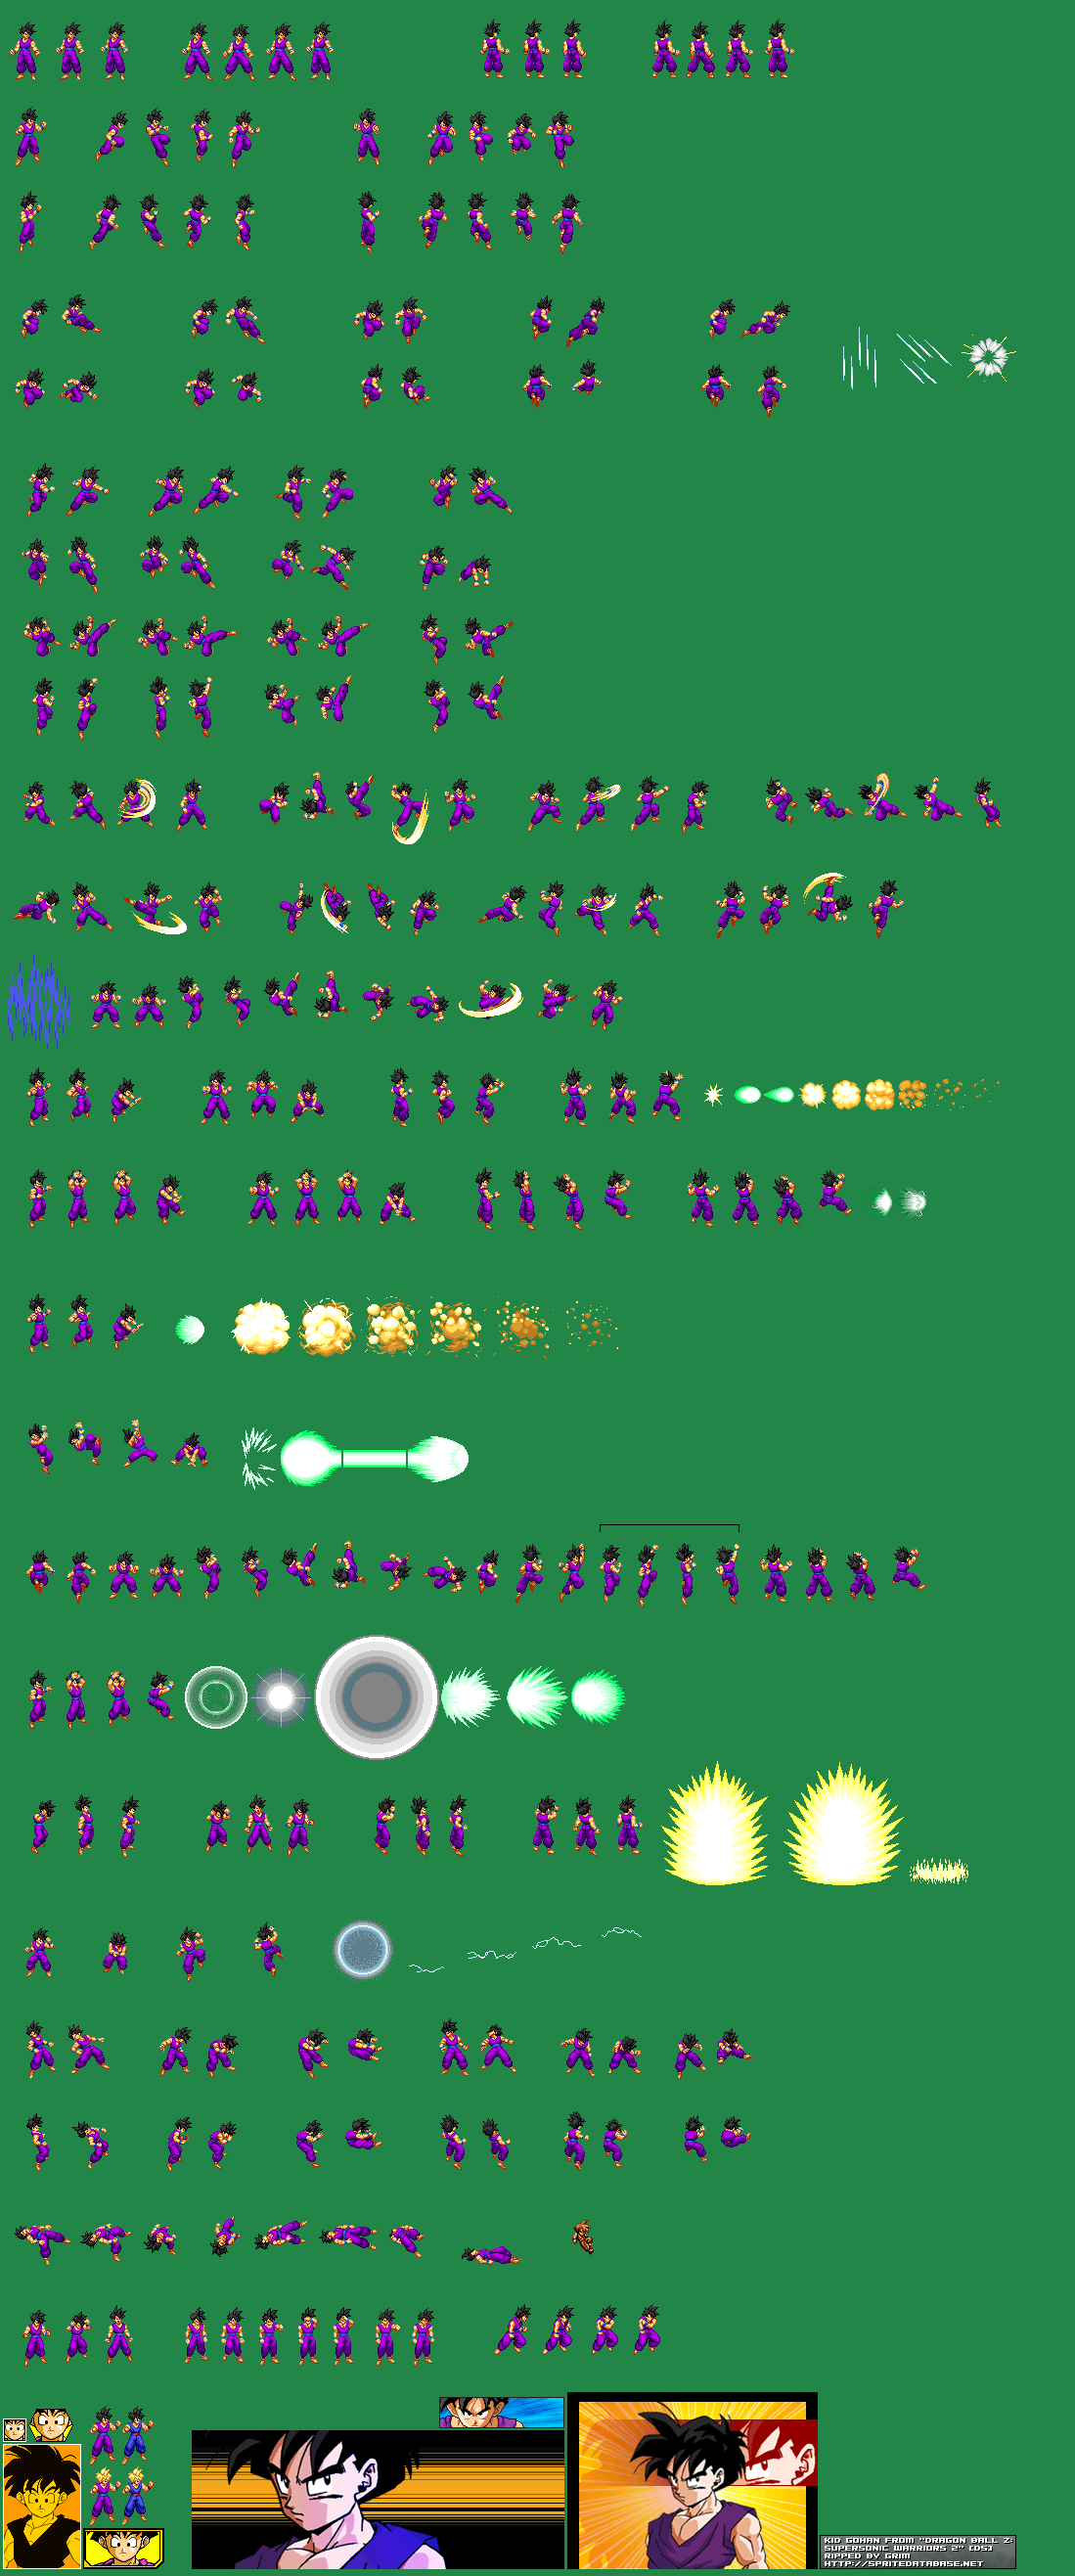 KID GOHAN FROM "DRAGON BALL Z:
SUPERSONIC WARRIORS 2" (DS)
RIPPED BY GRIM
HTTP://SPRITEDATABASE.NET